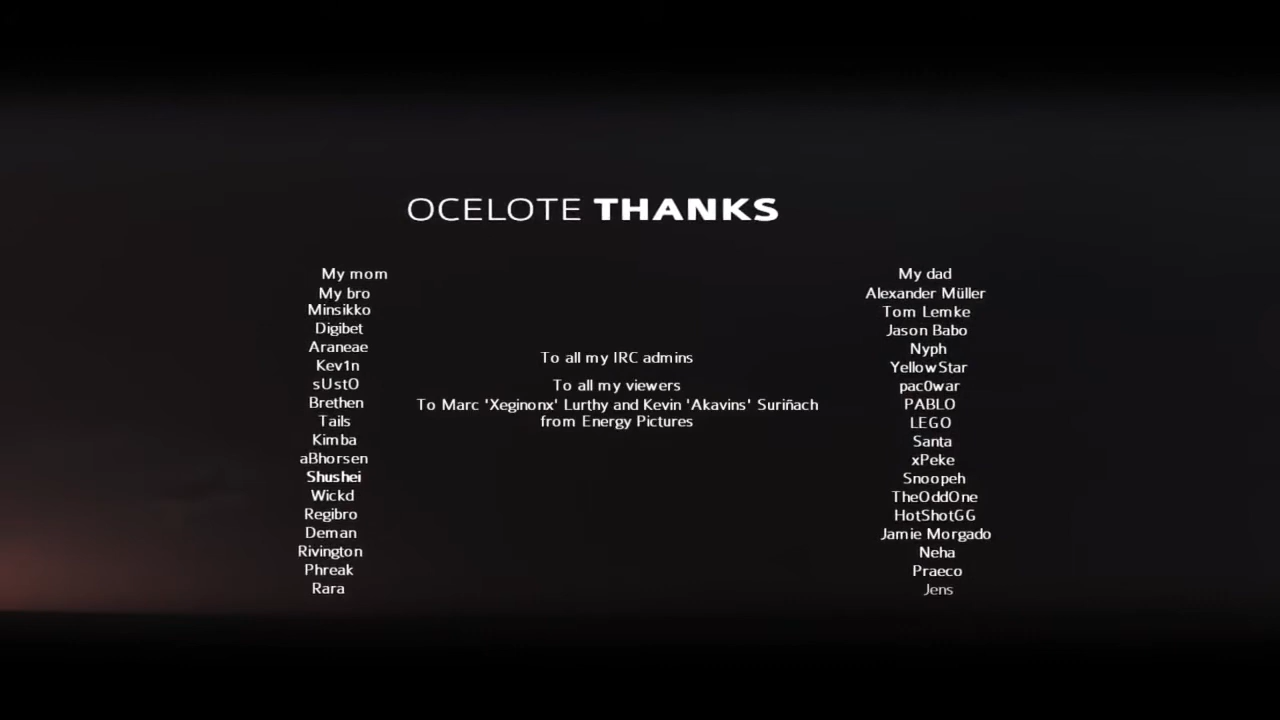 OCELOTE THANKS
My mom
My bro
Minsikko
Digibet
Araneae
Kev1n
sUstO
Brethen
Tails
Kimba
aBhorsen
Shushei
Wickd
Regibro
Deman
Rivington
Phreak
Rara
To all my IRC admins
To all my viewers
To Marc 'Xeginonx' Lurthy and Kevin 'Akavins' Suriñach
from Energy Pictures
My dad
Alexander Müller
Tom Lemke
Jason Babo
Nyph
YellowStar
pac0war
PABLO
LEGO
Santa
xPeke
Snoopeh
TheOddOne
HotShotGG
Jamie Morgado
Neha
Praeco
Jens